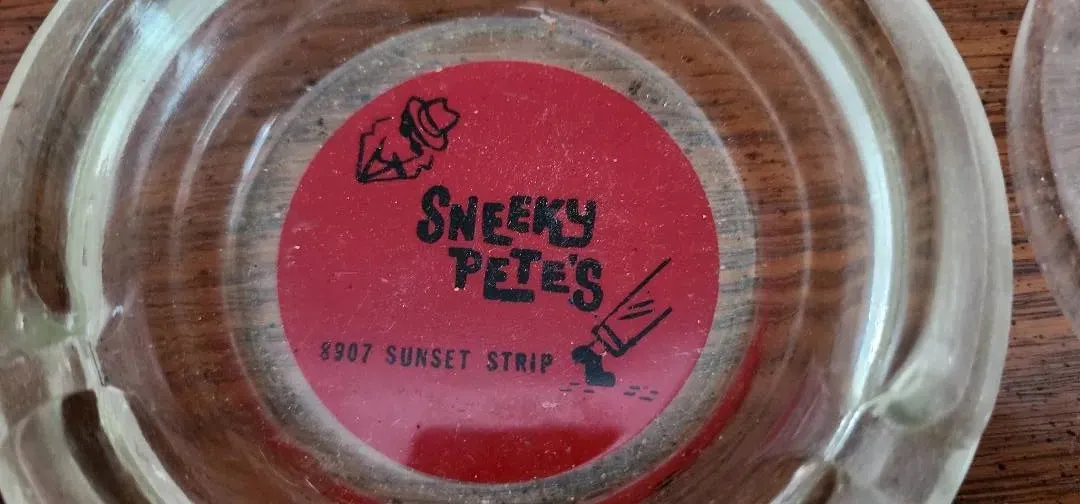 SNEEKY
PETE'S
8907 SUNSET STRIP